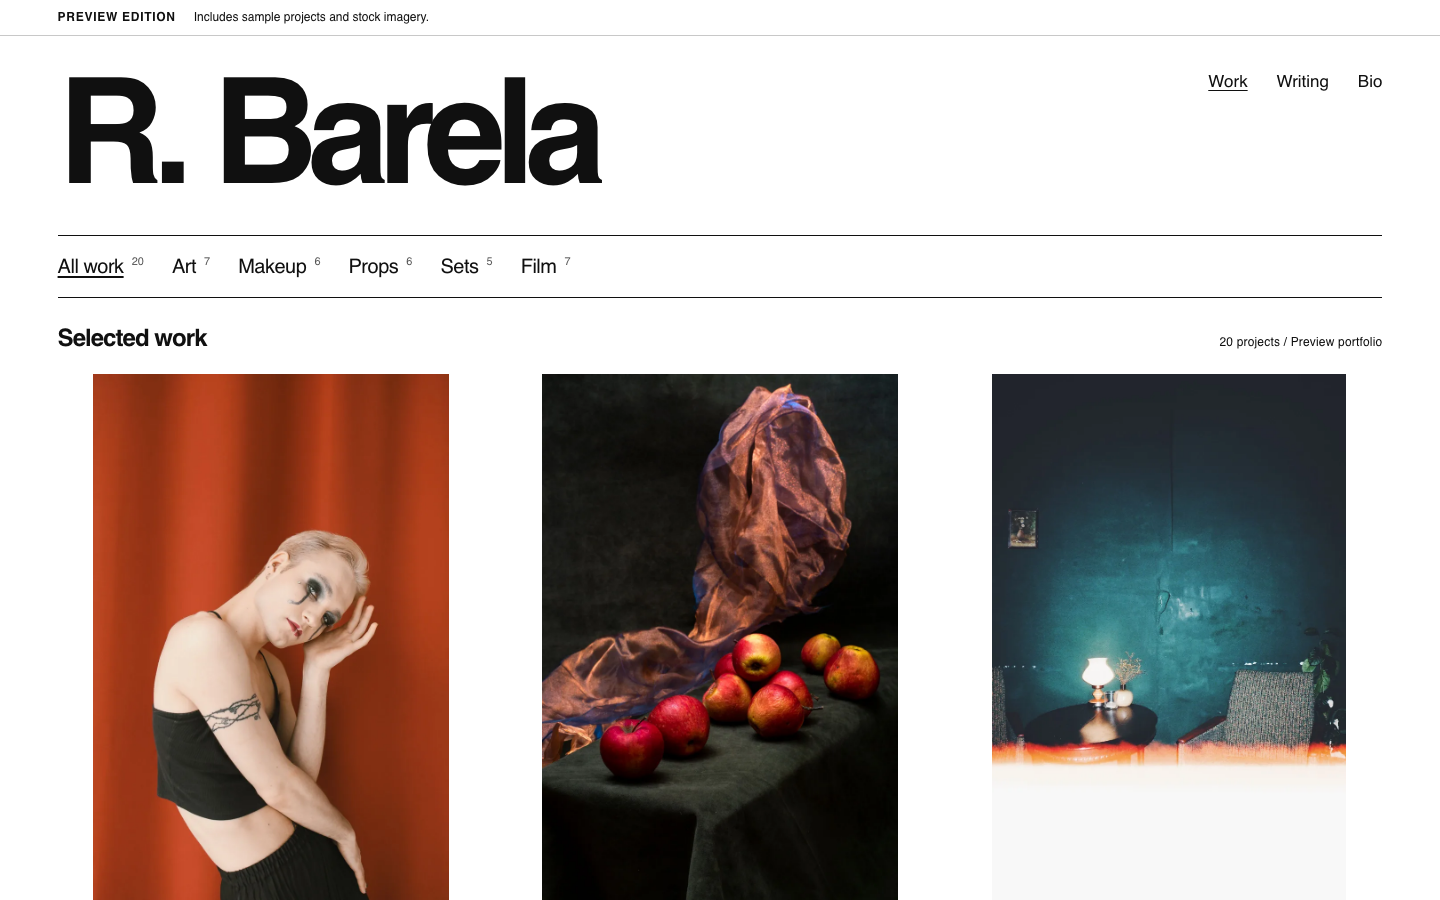 PREVIEW EDITION Includes sample projects and stock imagery.
R. Barela
Work Writing Bio
All work 20 Art 7 Makeup 6 Props 6 Sets 5 Film 7
Selected work
20 projects / Preview portfolio